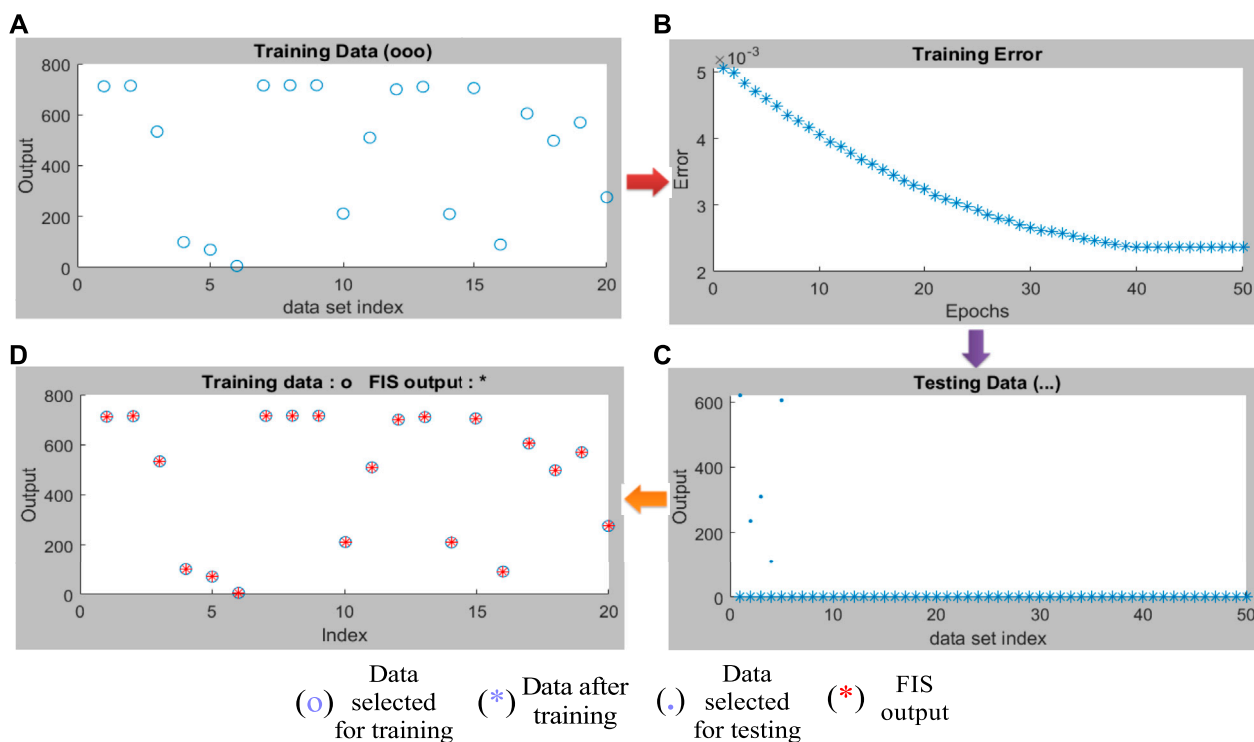 A
Training Data (ooo)
800
600
400
200
0
Output
0 5 10 15 20
data set index
B
×10⁻³
Training Error
5
4
3
2
Error
0 10 20 30 40 50
Epochs
D
Training data : o FIS output : *
800
600
400
200
0
Output
0 5 10 15 20
Index
C
Testing Data (...)
600
400
200
0
Output
0 10 20 30 40 50
data set index
(o) Data selected for training
(*) Data after training
(.) Data selected for testing
(*) FIS output